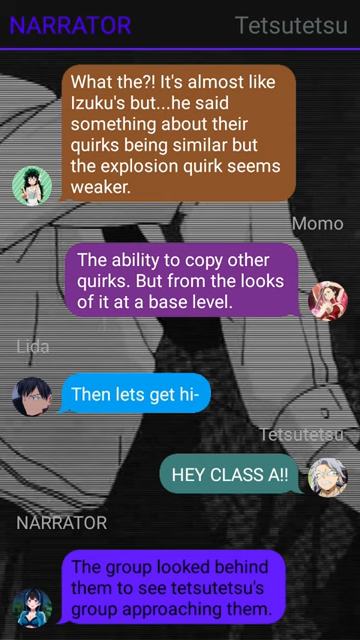 NARRATOR
Tetsutetsu
What the?! It's almost like
Izuku's but...he said
something about their
quirks being similar but
the explosion quirk seems
weaker.
Momo
The ability to copy other
quirks. But from the looks
of it at a base level.
Lida
Then lets get hi-
Tetsutetsu
HEY CLASS A!!
NARRATOR
The group looked behind
them to see tetsutetsu's
group approaching them.